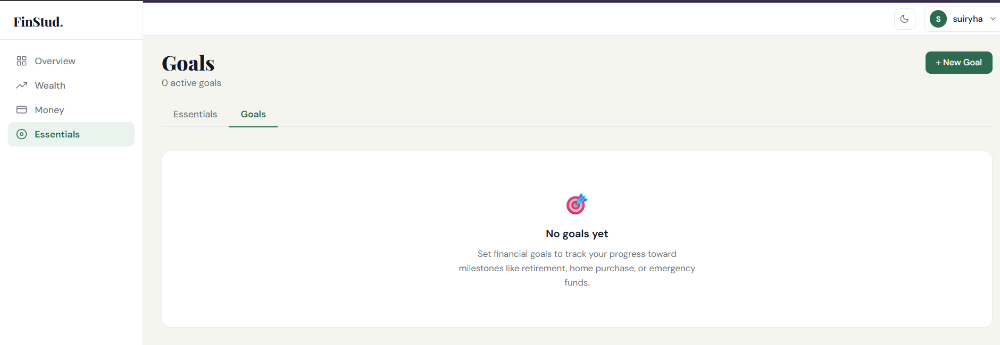 FinStud.
S
suiryha
Overview
Wealth
Money
Essentials
Goals
0 active goals
+ New Goal
Essentials
Goals
No goals yet
Set financial goals to track your progress toward
milestones like retirement, home purchase, or emergency
funds.